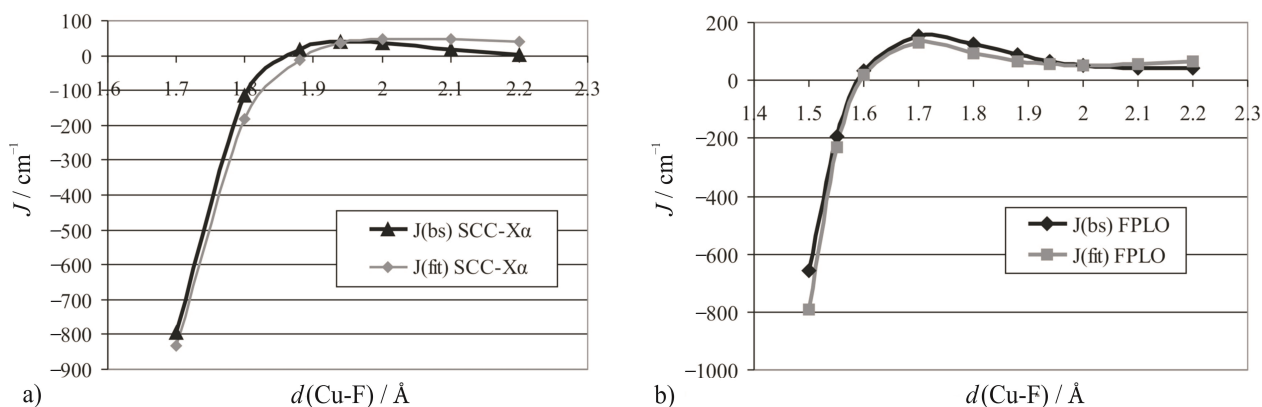 100
0
−100
−200
−300
−400
−500
−600
−700
−800
−900
1.6 1.7 1.8 1.9 2 2.1 2.2 2.3
J / cm⁻¹
J(bs) SCC-Xα
J(fit) SCC-Xα
a)
d(Cu-F) / Å
200
0
−200
−400
−600
−800
−1000
1.4 1.5 1.6 1.7 1.8 1.9 2 2.1 2.2 2.3
J / cm⁻¹
J(bs) FPLO
J(fit) FPLO
b)
d(Cu-F) / Å